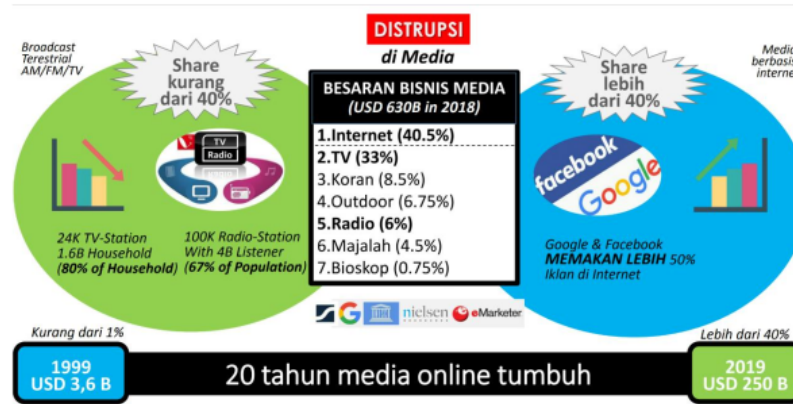 DISTRUPSI
di Media
Broadcast
Terestrial
AM/FM/TV
Share
kurang
dari 40%
TV
Radio
24K TV-Station
1.6B Household
(80% of Household)
100K Radio-Station
With 4B Listener
(67% of Population)
BESARAN BISNIS MEDIA
(USD 630B in 2018)
1.Internet (40.5%)
2.TV (33%)
3.Koran (8.5%)
4.Outdoor (6.75%)
5.Radio (6%)
6.Majalah (4.5%)
7.Bioskop (0.75%)
G
nielsen
eMarketer
Media
berbasis
internet
Share
lebih
dari 40%
facebook
Google
Google & Facebook
MEMAKAN LEBIH 50%
Iklan di Internet
Kurang dari 1%
1999
USD 3,6 B
20 tahun media online tumbuh
Lebih dari 40%
2019
USD 250 B